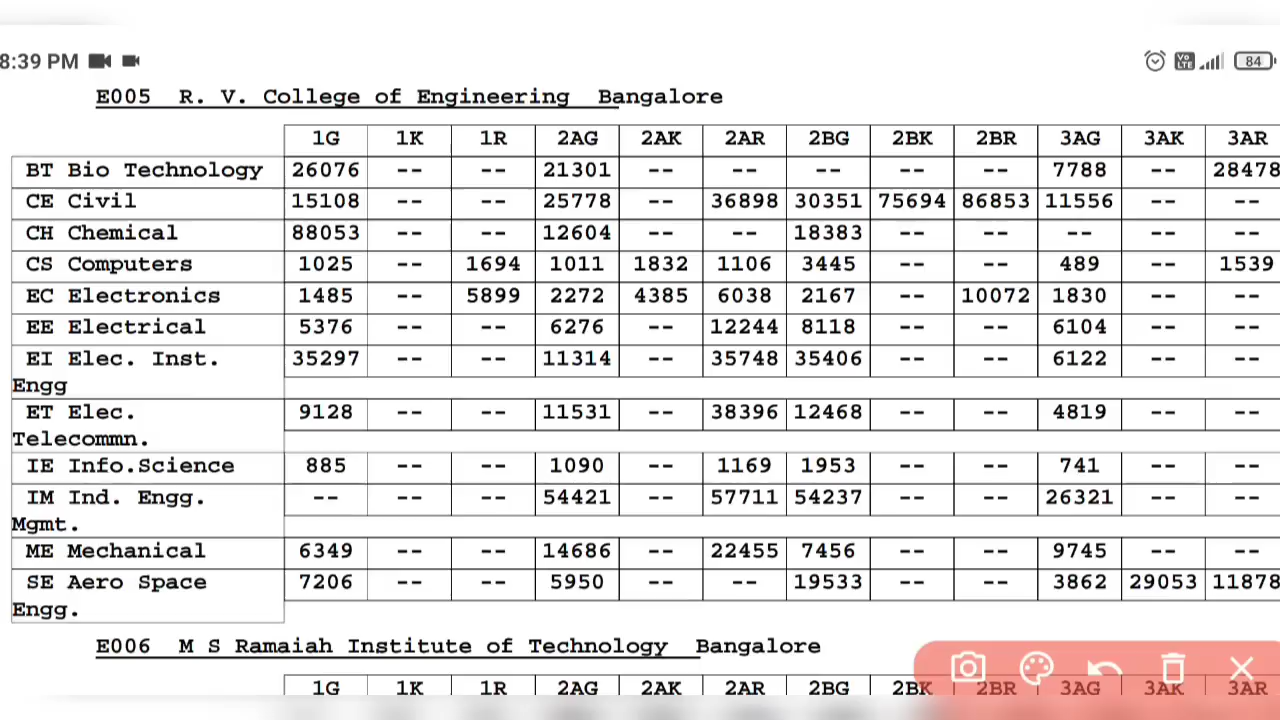 8:39 PM
Vo LTE 84
E005 R. V. College of Engineering Bangalore
1G 1K 1R 2AG 2AK 2AR 2BG 2BK 2BR 3AG 3AK 3AR
BT Bio Technology 26076 -- -- 21301 -- -- -- -- -- 7788 -- 28478
CE Civil 15108 -- -- 25778 -- 36898 30351 75694 86853 11556 -- --
CH Chemical 88053 -- -- 12604 -- -- 18383 -- -- -- -- --
CS Computers 1025 -- 1694 1011 1832 1106 3445 -- -- 489 -- 1539
EC Electronics 1485 -- 5899 2272 4385 6038 2167 -- 10072 1830 -- --
EE Electrical 5376 -- -- 6276 -- 12244 8118 -- -- 6104 -- --
EI Elec. Inst. 35297 -- -- 11314 -- 35748 35406 -- -- 6122 -- --
Engg
ET Elec. 9128 -- -- 11531 -- 38396 12468 -- -- 4819 -- --
Telecommn.
IE Info.Science 885 -- -- 1090 -- 1169 1953 -- -- 741 -- --
IM Ind. Engg. -- -- -- 54421 -- 57711 54237 -- -- 26321 -- --
Mgmt.
ME Mechanical 6349 -- -- 14686 -- 22455 7456 -- -- 9745 -- --
SE Aero Space 7206 -- -- 5950 -- -- 19533 -- -- 3862 29053 11878
Engg.
E006 M S Ramaiah Institute of Technology Bangalore
1G 1K 1R 2AG 2AK 2AR 2BG 2BK 2BR 3AG 3AK 3AR